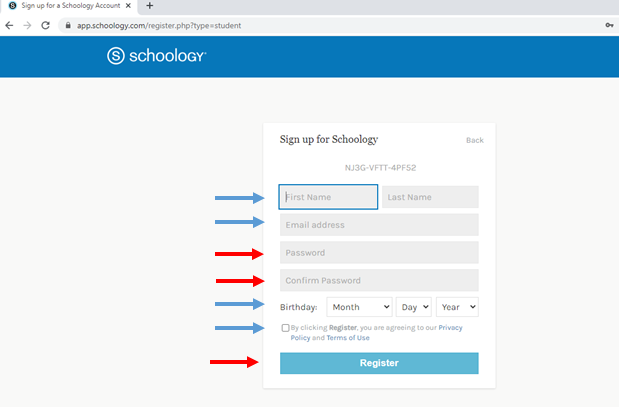 Sign up for a Schoology Account
app.schoology.com/register.php?type=student
S schoology
Sign up for Schoology Back
NJ3G-VFTT-4PF52
First Name Last Name
Email address
Password
Confirm Password
Birthday: Month Day Year
By clicking Register, you are agreeing to our Privacy
Policy and Terms of Use
Register